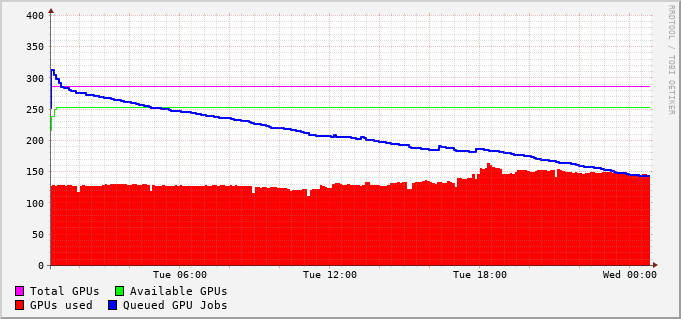 400
350
300
250
200
150
100
50
0
Tue 06:00 Tue 12:00 Tue 18:00 Wed 00:00
Total GPUs Available GPUs
GPUs used Queued GPU Jobs
RRDTOOL / TOBI OETIKER